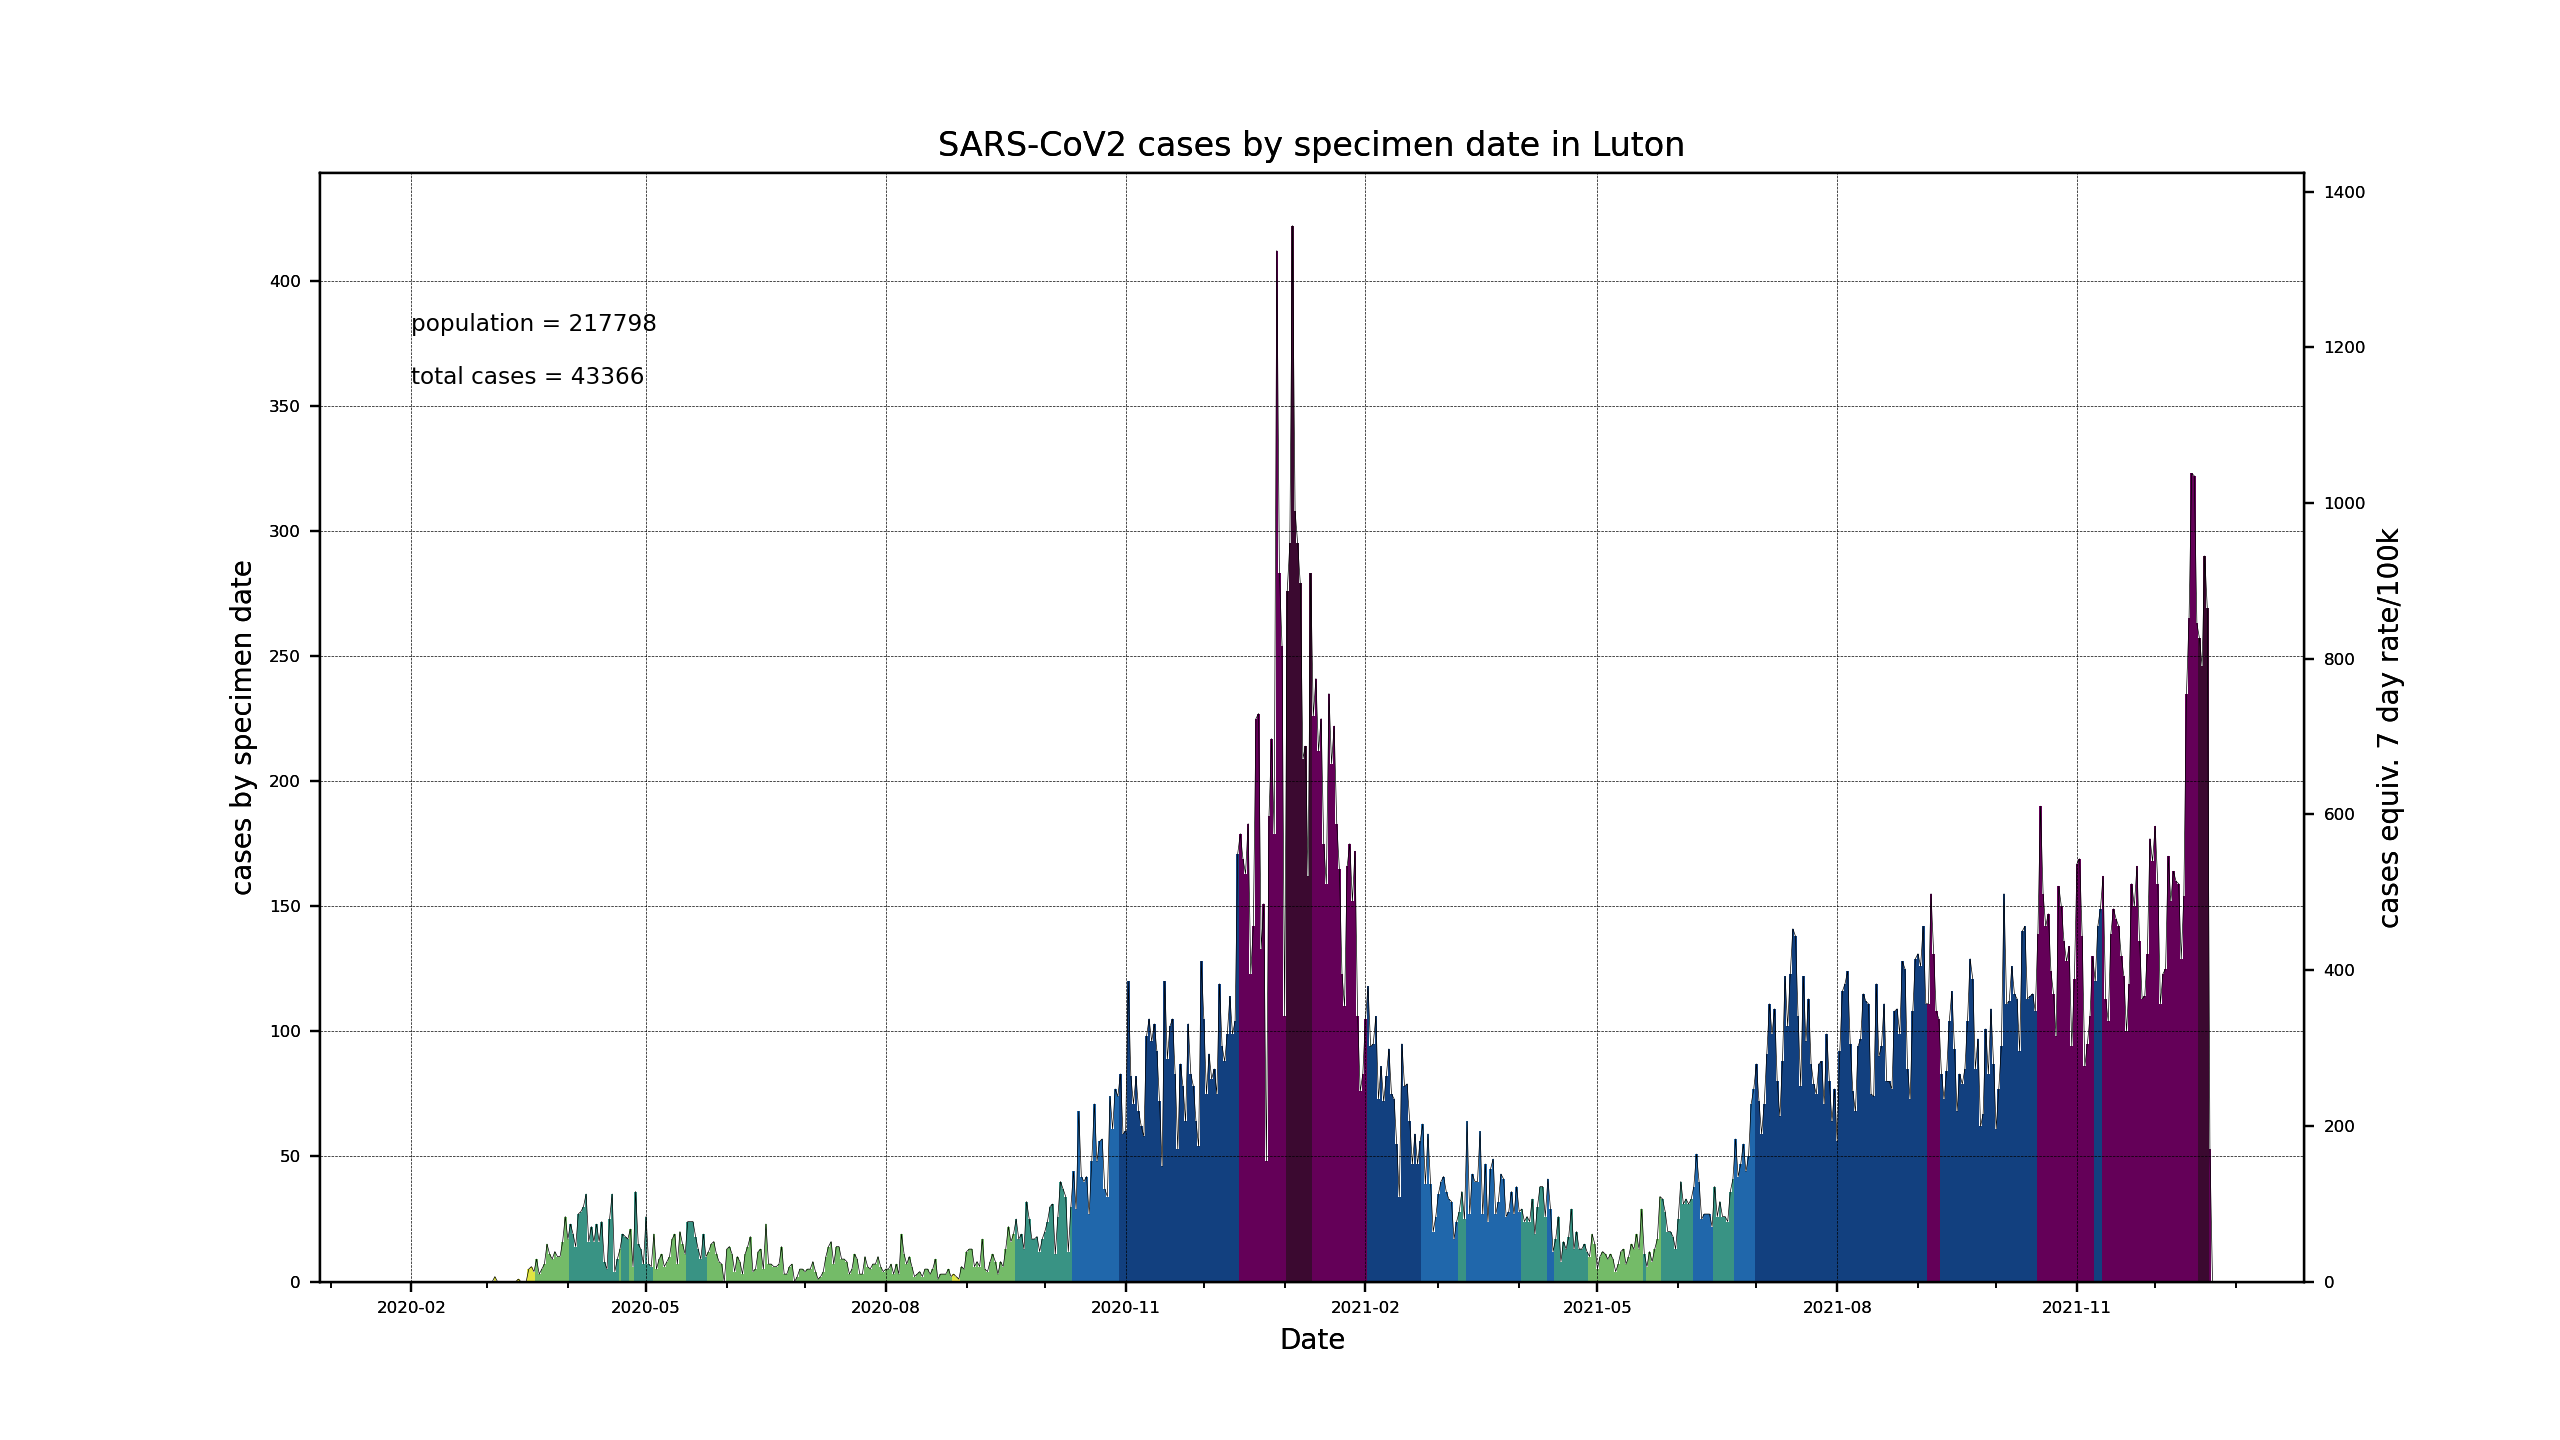 SARS-CoV2 cases by specimen date in Luton
population = 217798
total cases = 43366
cases by specimen date
400
350
300
250
200
150
100
50
0
1400
1200
1000
800
600
400
200
0
cases equiv. 7 day rate/100k
2020-02 2020-05 2020-08 2020-11 2021-02 2021-05 2021-08 2021-11
Date